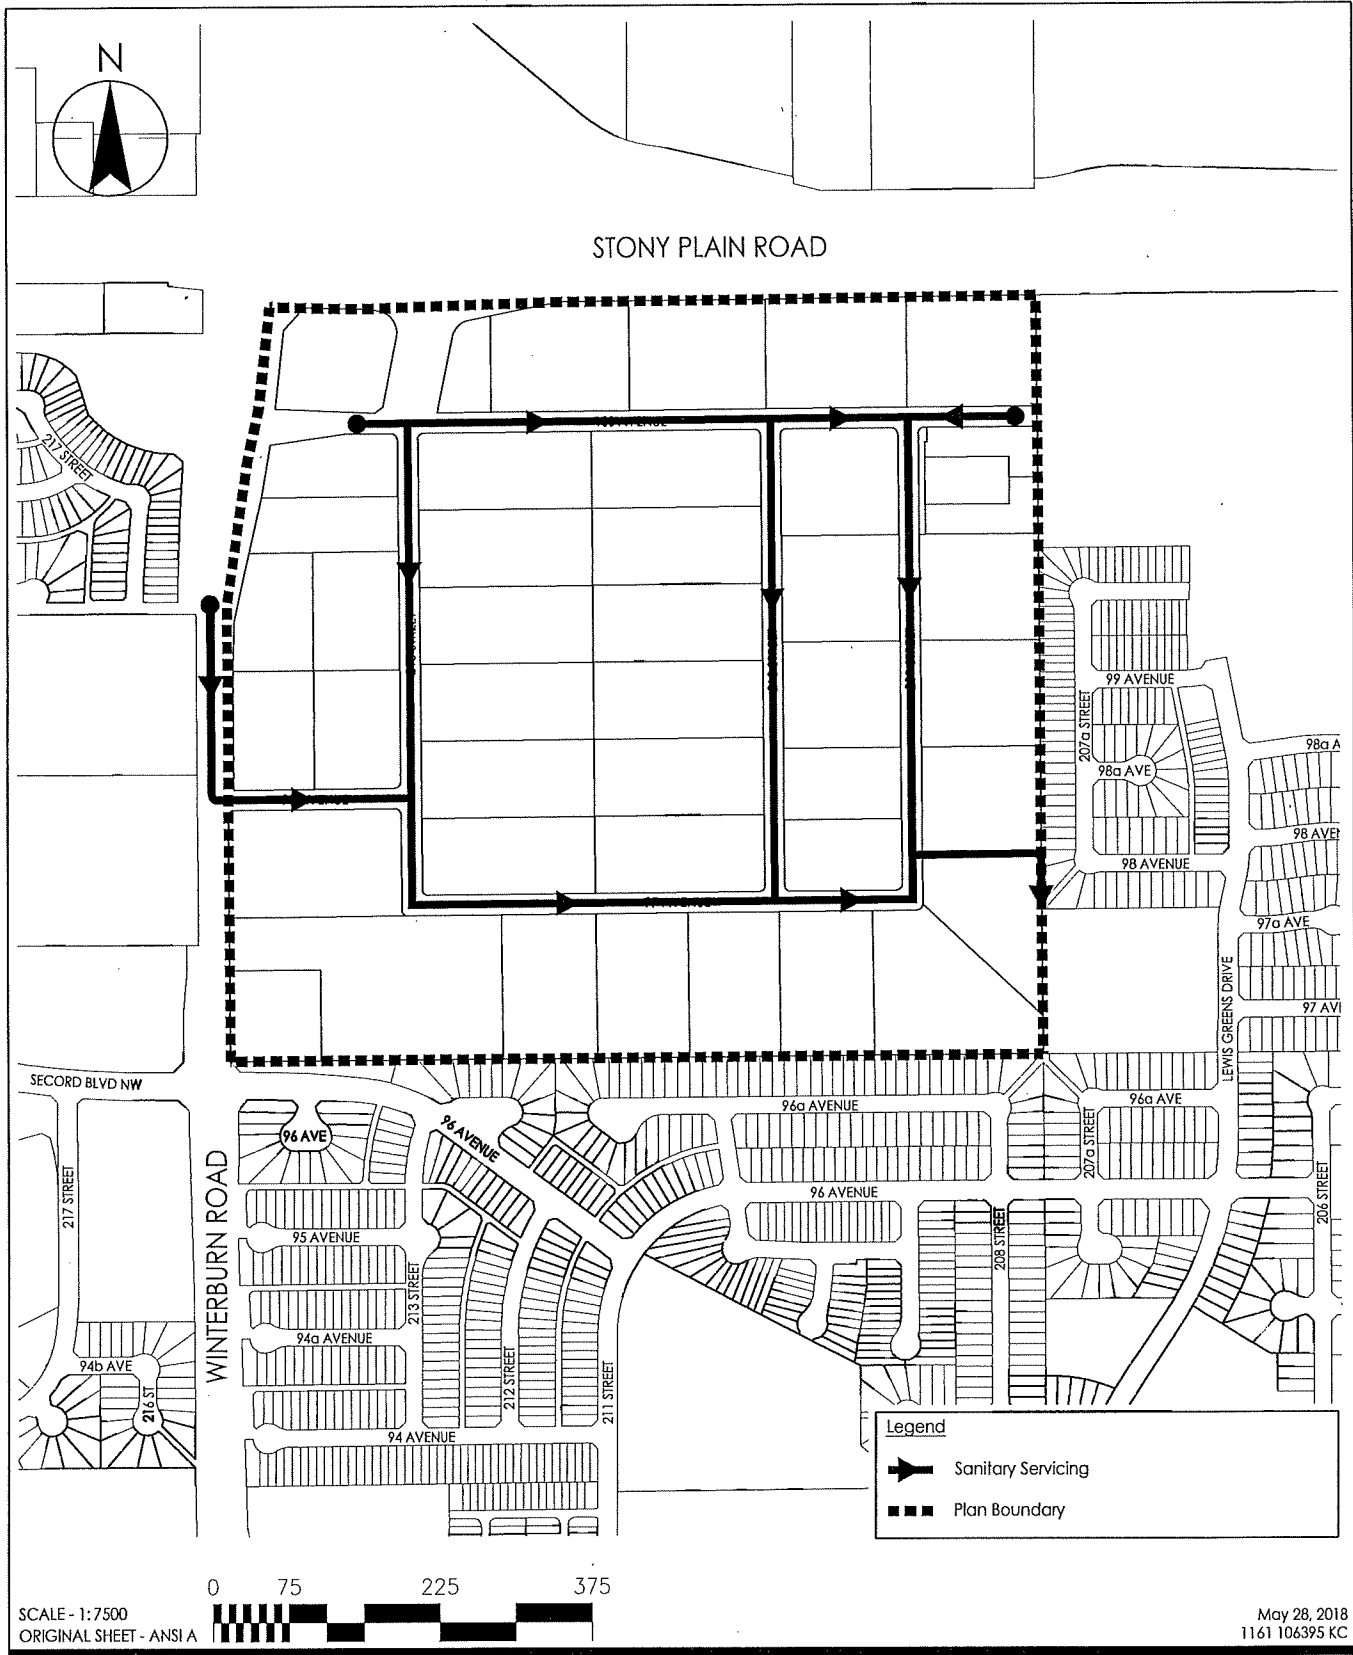 N
STONY PLAIN ROAD
217 STREET
99 AVENUE
207a STREET
98a A
98a AVE
98 AVEN
98 AVENUE
97a AVE
LEWIS GREENS DRIVE
97 AVE
SECORD BLVD NW
96a AVENUE
96a AVE
96 AVE
96 AVENUE
207a STREET
217 STREET
WINTERBURN ROAD
96 AVENUE
206 STREET
95 AVENUE
208 STREET
213 STREET
94a AVENUE
94b AVE
212 STREET
211 STREET
216 ST
94 AVENUE
Legend
Sanitary Servicing
Plan Boundary
0 75 225 375
SCALE - 1:7500
ORIGINAL SHEET - ANSI A
May 28, 2018
1161 106395 KC